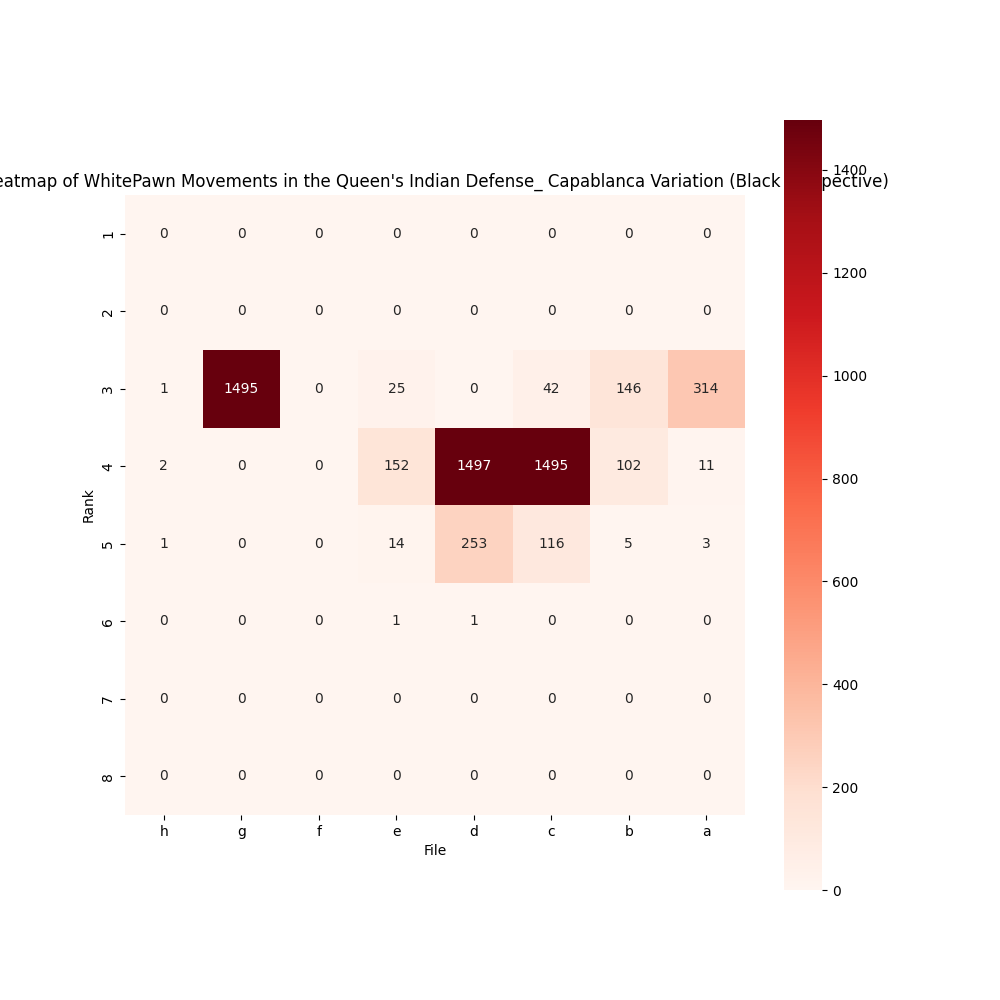 eatmap of WhitePawn Movements in the Queen's Indian Defense_ Capablanca Variation (Black pective)
1400
1200
1000
800
600
400
200
0
Rank
1 0 0 0 0 0 0 0 0
2 0 0 0 0 0 0 0 0
3 1 1495 0 25 0 42 146 314
4 2 0 0 152 1497 1495 102 11
5 1 0 0 14 253 116 5 3
6 0 0 0 1 1 0 0 0
7 0 0 0 0 0 0 0 0
8 0 0 0 0 0 0 0 0
h g f e d c b a
File